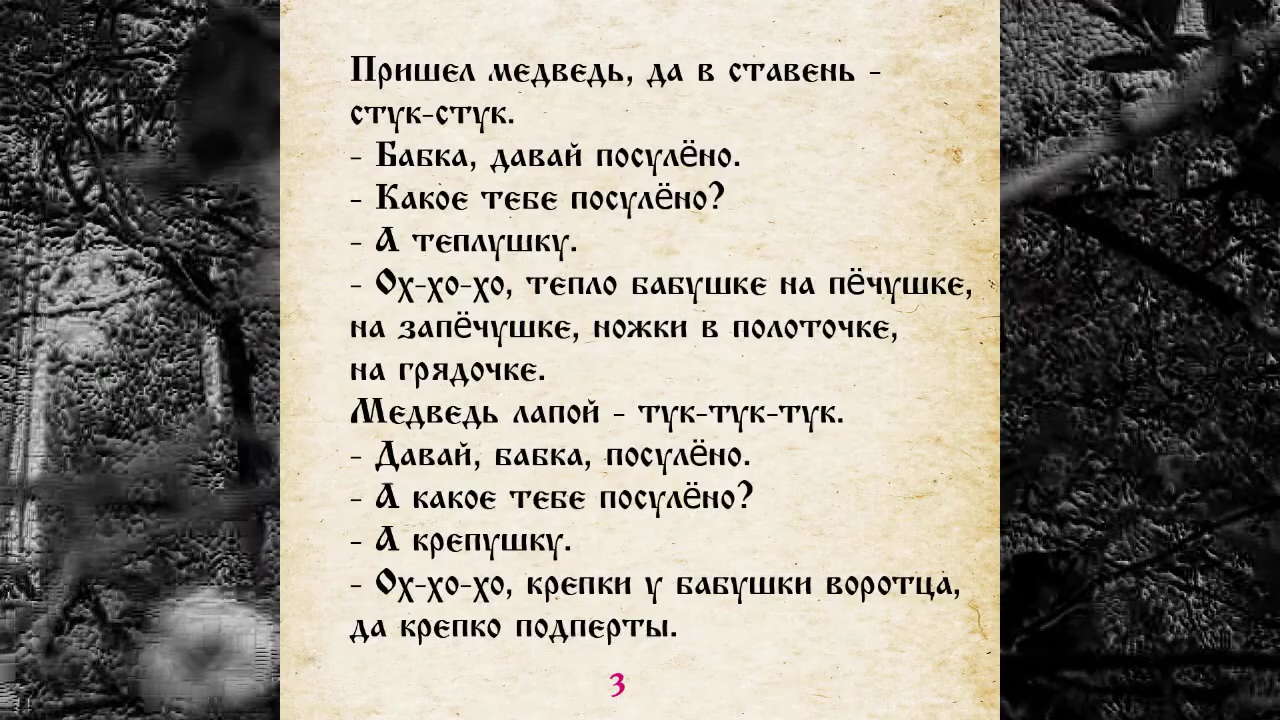 Пришел медведь, да в ставень -
стук-стук.
- Бабка, давай посулёно.
- Какое тебе посулёно?
- А теплушку.
- Ох-хо-хо, тепло бабушке на пёчушке,
на запёчушке, ножки в полоточке,
на грядочке.
Медведь лапой - тук-тук-тук.
- Давай, бабка, посулёно.
- А какое тебе посулёно?
- А крепушку.
- Ох-хо-хо, крепки у бабушки воротца,
да крепко подперты.
3